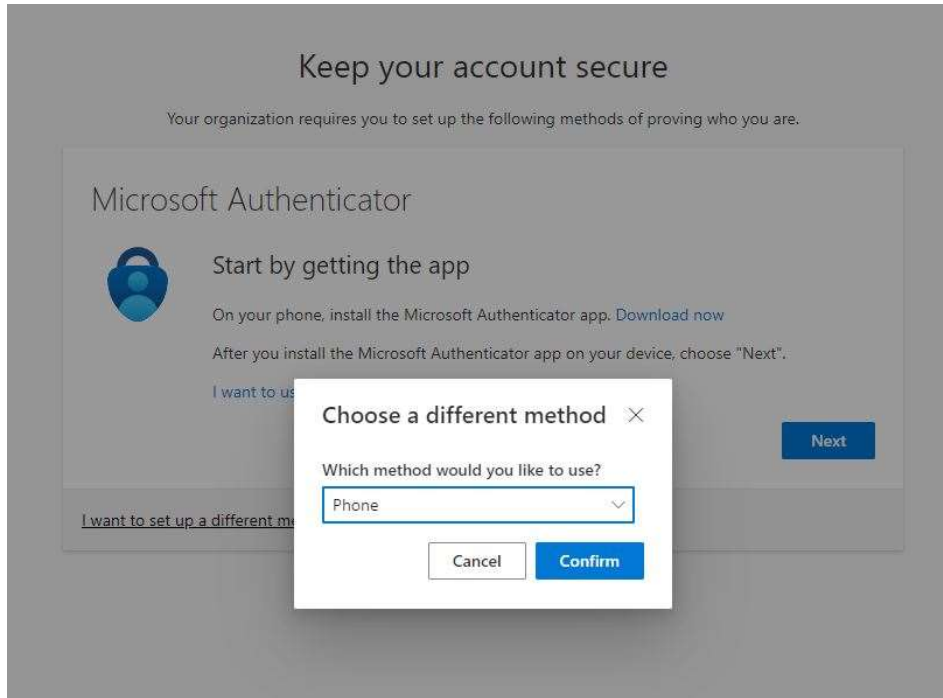 Keep your account secure
Your organization requires you to set up the following methods of proving who you are.
Microsoft Authenticator
Start by getting the app
On your phone, install the Microsoft Authenticator app. Download now
After you install the Microsoft Authenticator app on your device, choose "Next".
I want to us
Choose a different method
Next
Which method would you like to use?
Phone
I want to set up a different me
Cancel Confirm